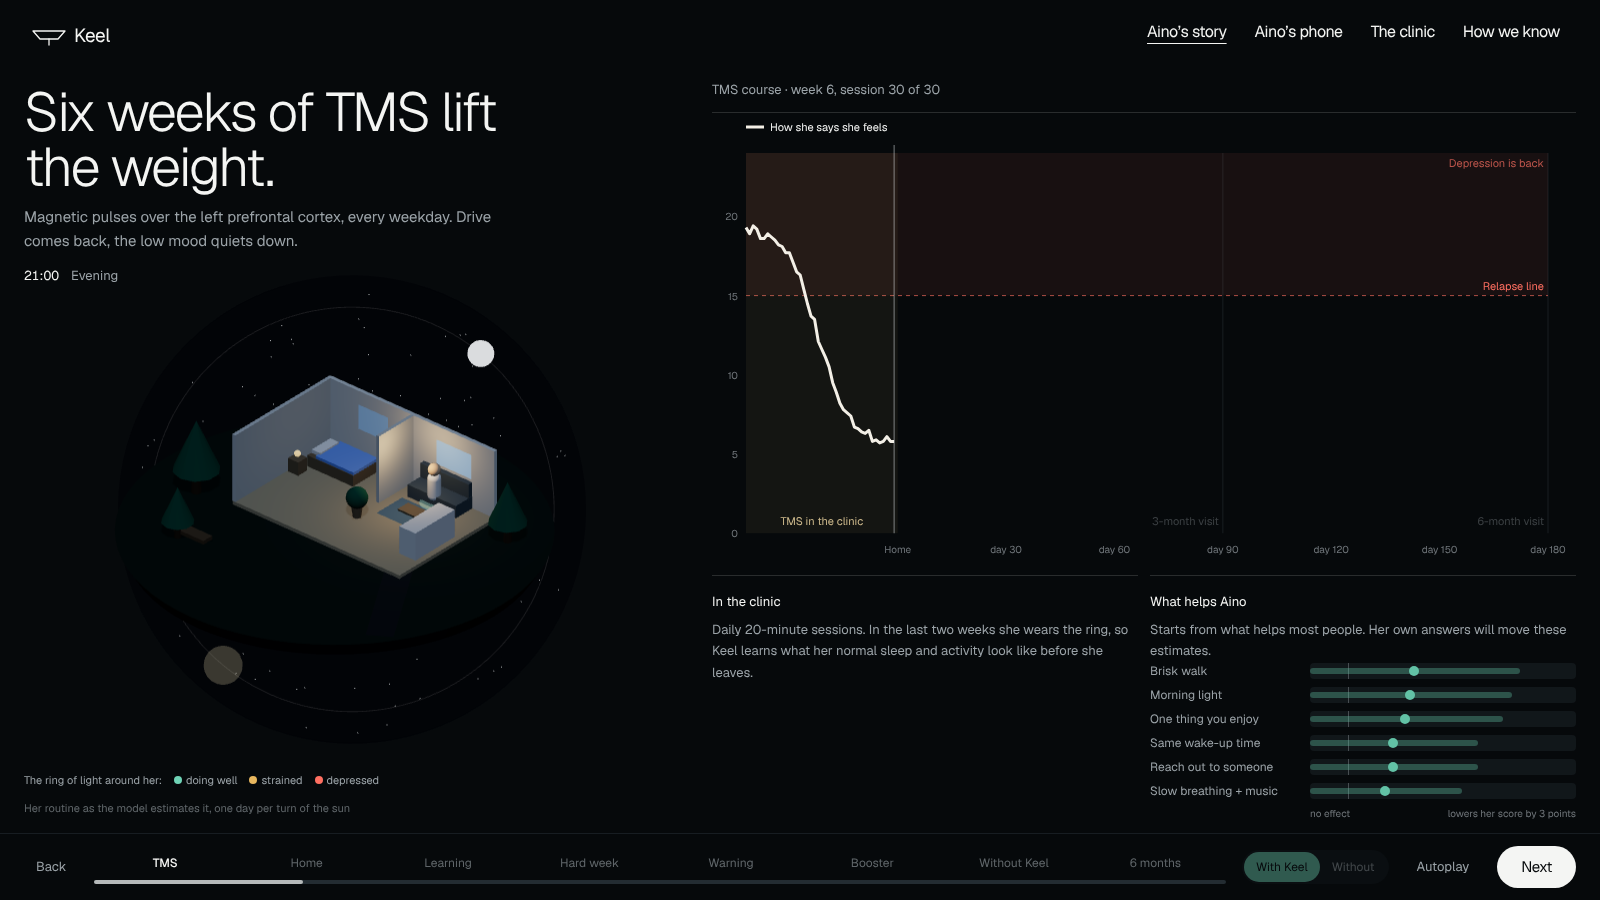 Keel
Aino's story
Aino's phone
The clinic
How we know
Six weeks of TMS lift
the weight.
Magnetic pulses over the left prefrontal cortex, every weekday. Drive
comes back, the low mood quiets down.
21:00 Evening
TMS course · week 6, session 30 of 30
How she says she feels
Depression is back
20
Relapse line
15
10
5
TMS in the clinic
3-month visit
6-month visit
0
Home
day 30
day 60
day 90
day 120
day 150
day 180
In the clinic
Daily 20-minute sessions. In the last two weeks she wears the ring, so
Keel learns what her normal sleep and activity look like before she
leaves.
What helps Aino
Starts from what helps most people. Her own answers will move these
estimates.
Brisk walk
Morning light
One thing you enjoy
Same wake-up time
Reach out to someone
Slow breathing + music
no effect
lowers her score by 3 points
The ring of light around her: doing well strained depressed
Her routine as the model estimates it, one day per turn of the sun
Back
TMS
Home
Learning
Hard week
Warning
Booster
Without Keel
6 months
With Keel
Without
Autoplay
Next